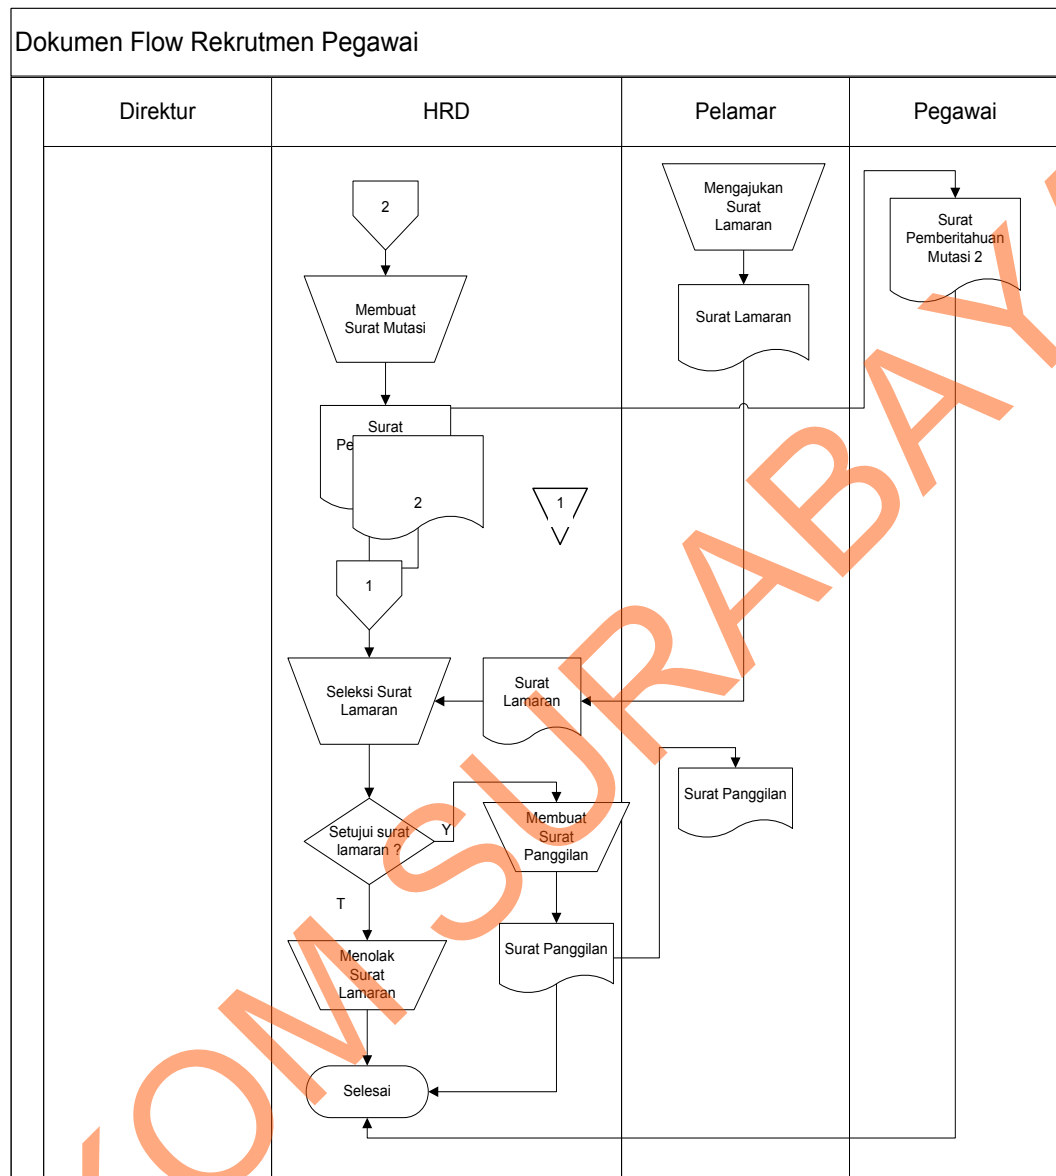 Dokumen Flow Rekrutmen Pegawai
Direktur
HRD
Pelamar
Pegawai
2
Mengajukan
Surat
Lamaran
Surat
Pemberitahuan
Mutasi 2
Membuat
Surat Mutasi
Surat Lamaran
Surat
2
1
1
Seleksi Surat
Lamaran
Surat
Lamaran
Setujui surat
lamaran ?
Y
Membuat
Surat
Panggilan
Surat Panggilan
T
Menolak
Surat
Lamaran
Surat Panggilan
Selesai
KOM SURABAYA